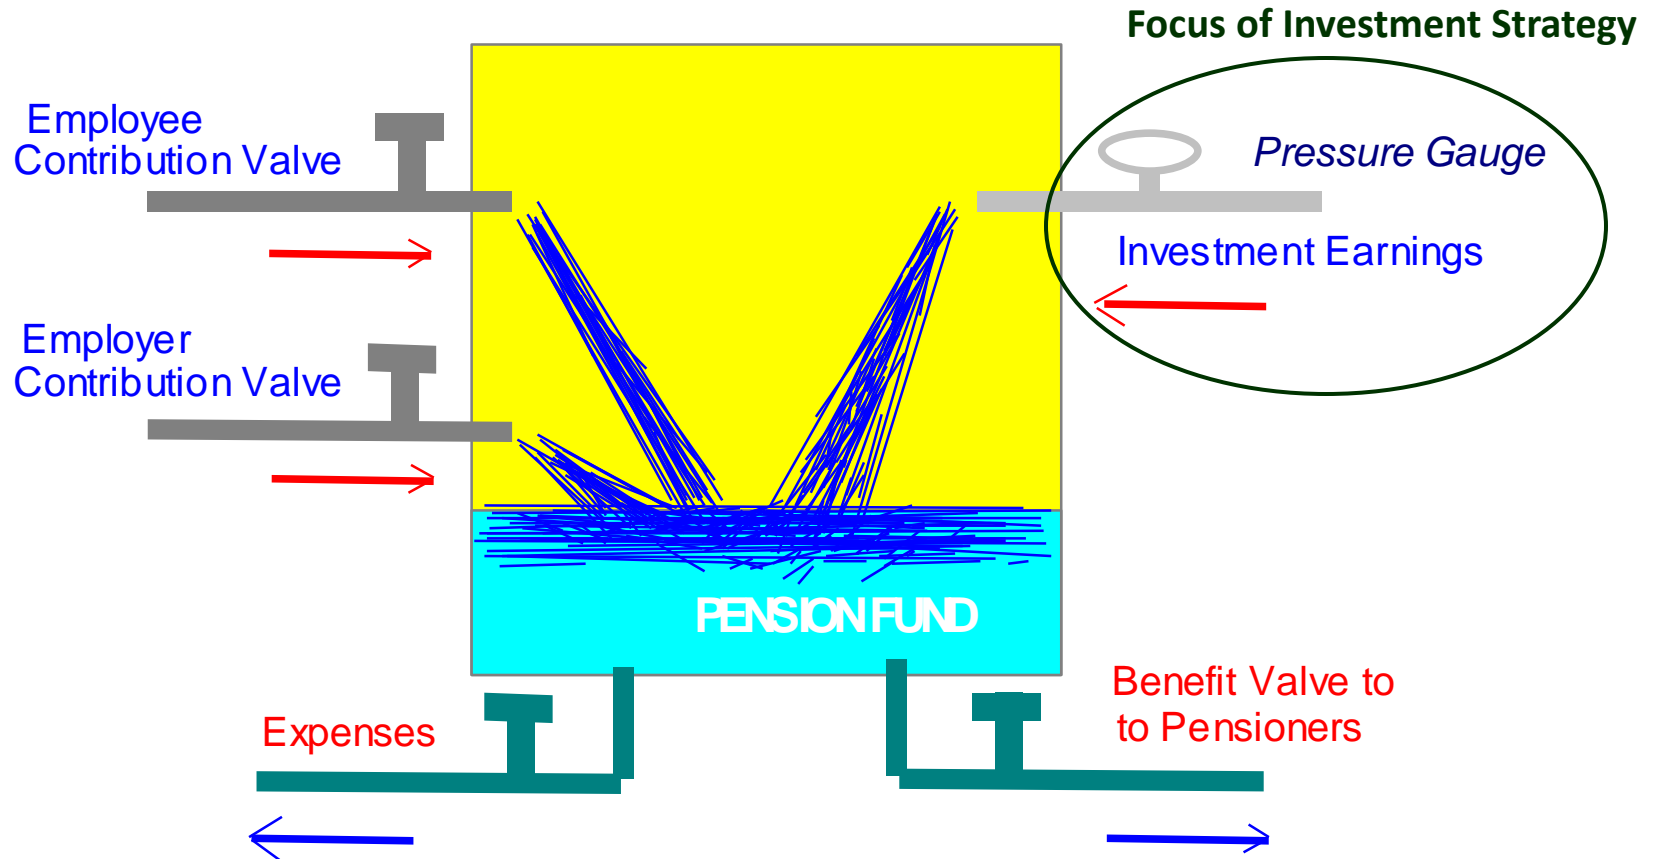 Focus of Investment Strategy
Employee
Contribution Valve
Pressure Gauge
Investment Earnings
Employer
Contribution Valve
PENSION FUND
Expenses
Benefit Valve to
to Pensioners